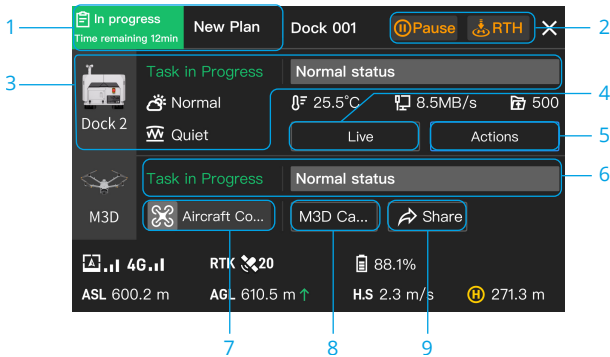 1
In progress
Time remaining 12min
New Plan
Dock 001
Pause
RTH
2
3
Dock 2
Task in Progress
Normal status
Normal
25.5°C
8.5MB/s
500
4
Quiet
Live
Actions
5
M3D
Task in Progress
Normal status
6
Aircraft Co...
M3D Ca...
Share
4G
RTK 20
88.1%
ASL 600.2 m
AGL 610.5 m ↑
H.S 2.3 m/s
H 271.3 m
7
8
9